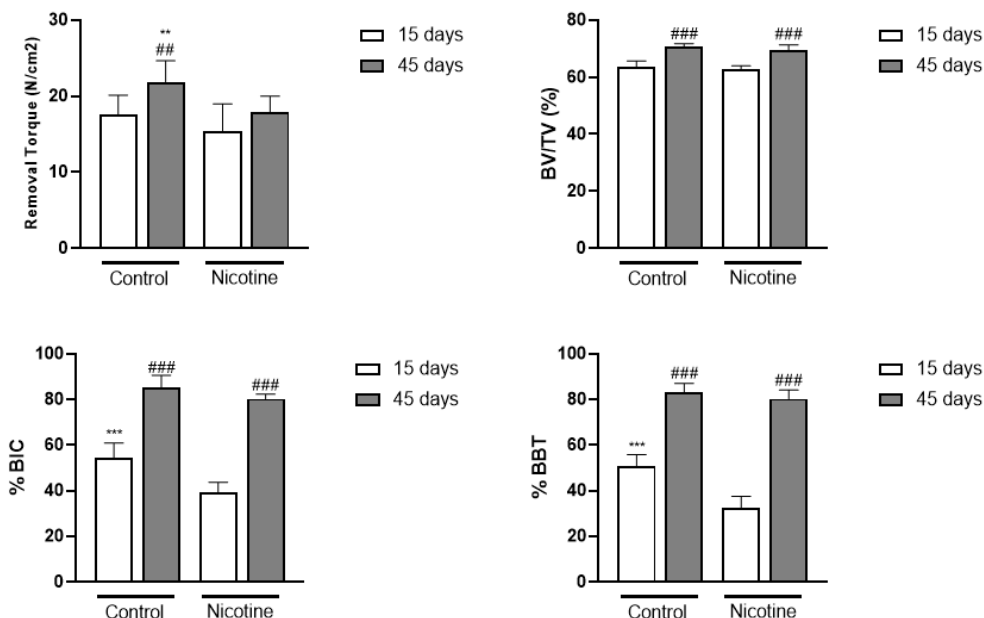 Removal Torque (N/cm2)
30
20
10
0
**
##
Control
Nicotine
15 days
45 days
BV/TV (%)
80
60
40
20
0
###
###
Control
Nicotine
15 days
45 days
% BIC
100
80
60
40
20
0
***
###
###
Control
Nicotine
15 days
45 days
% BBT
100
80
60
40
20
0
***
###
###
Control
Nicotine
15 days
45 days